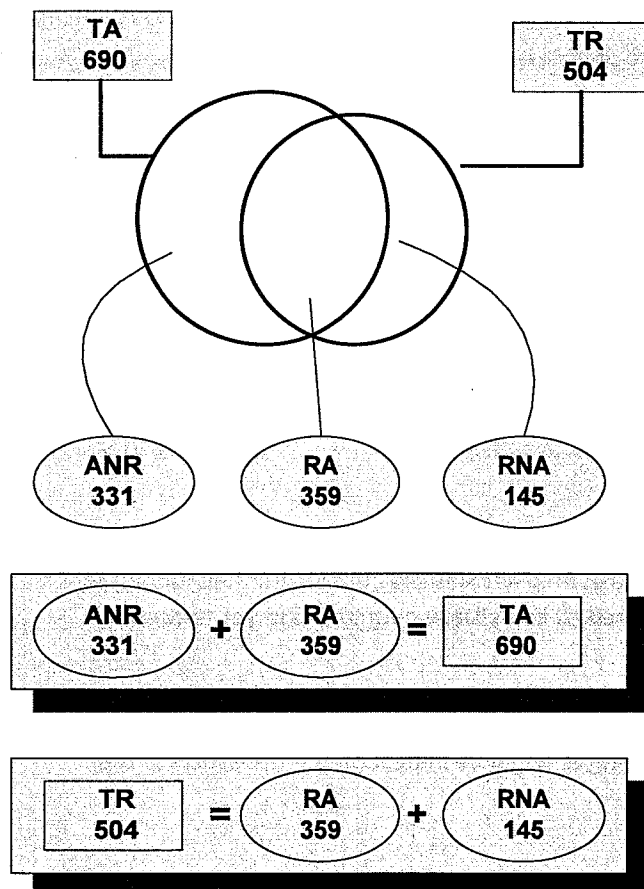 TA
690
TR
504
ANR
331
RA
359
RNA
145
ANR
331
+
RA
359
=
TA
690
TR
504
=
RA
359
+
RNA
145